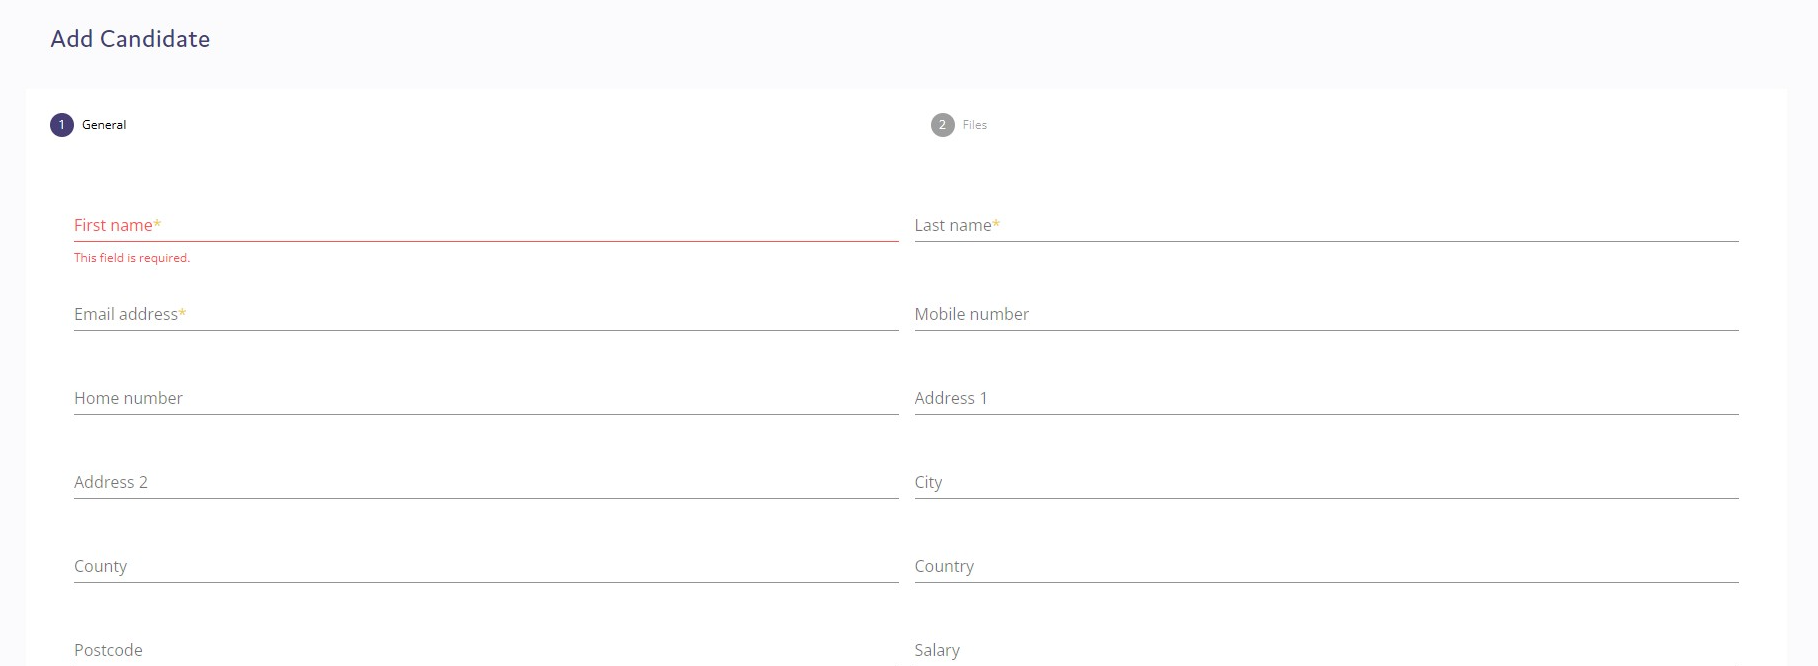 Add Candidate
1 General
2 Files
First name*
Last name*
This field is required.
Email address*
Mobile number
Home number
Address 1
Address 2
City
County
Country
Postcode
Salary